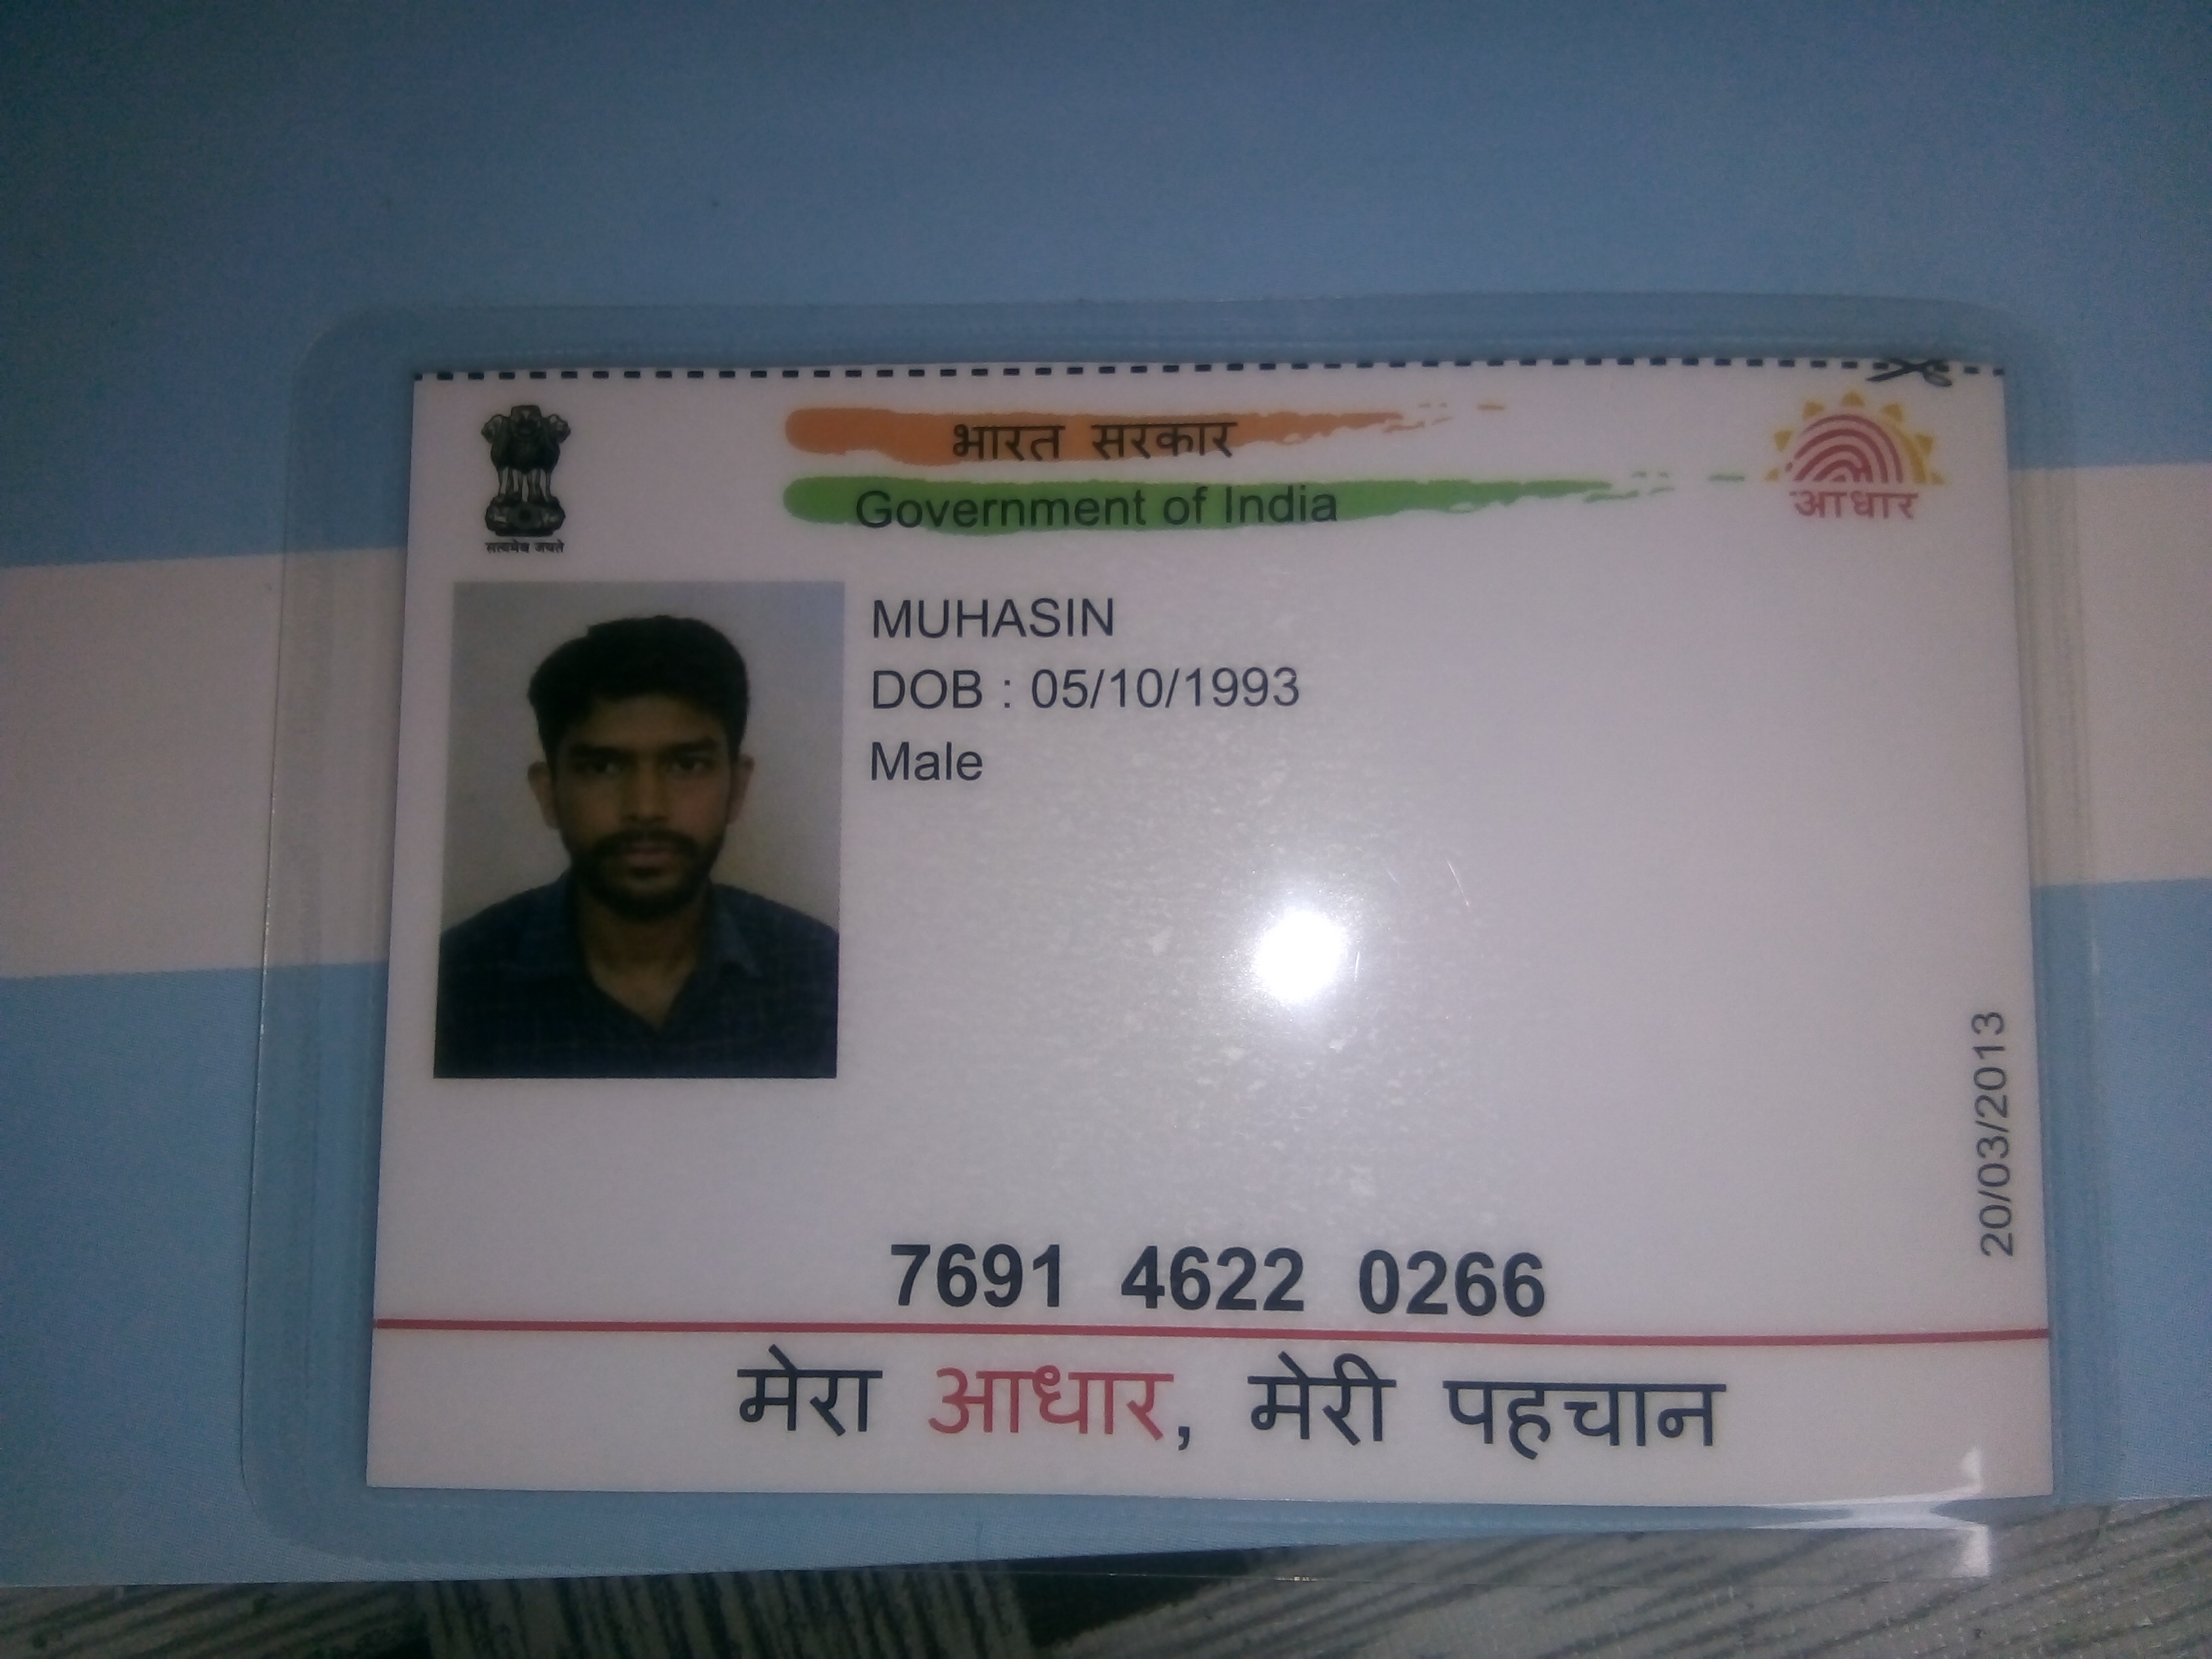 भारत सरकार
Government of India
सत्यमेव जयते
आधार
MUHASIN
DOB : 05/10/1993
Male
20/03/2013
7691 4622 0266
मेरा आधार, मेरी पहचान